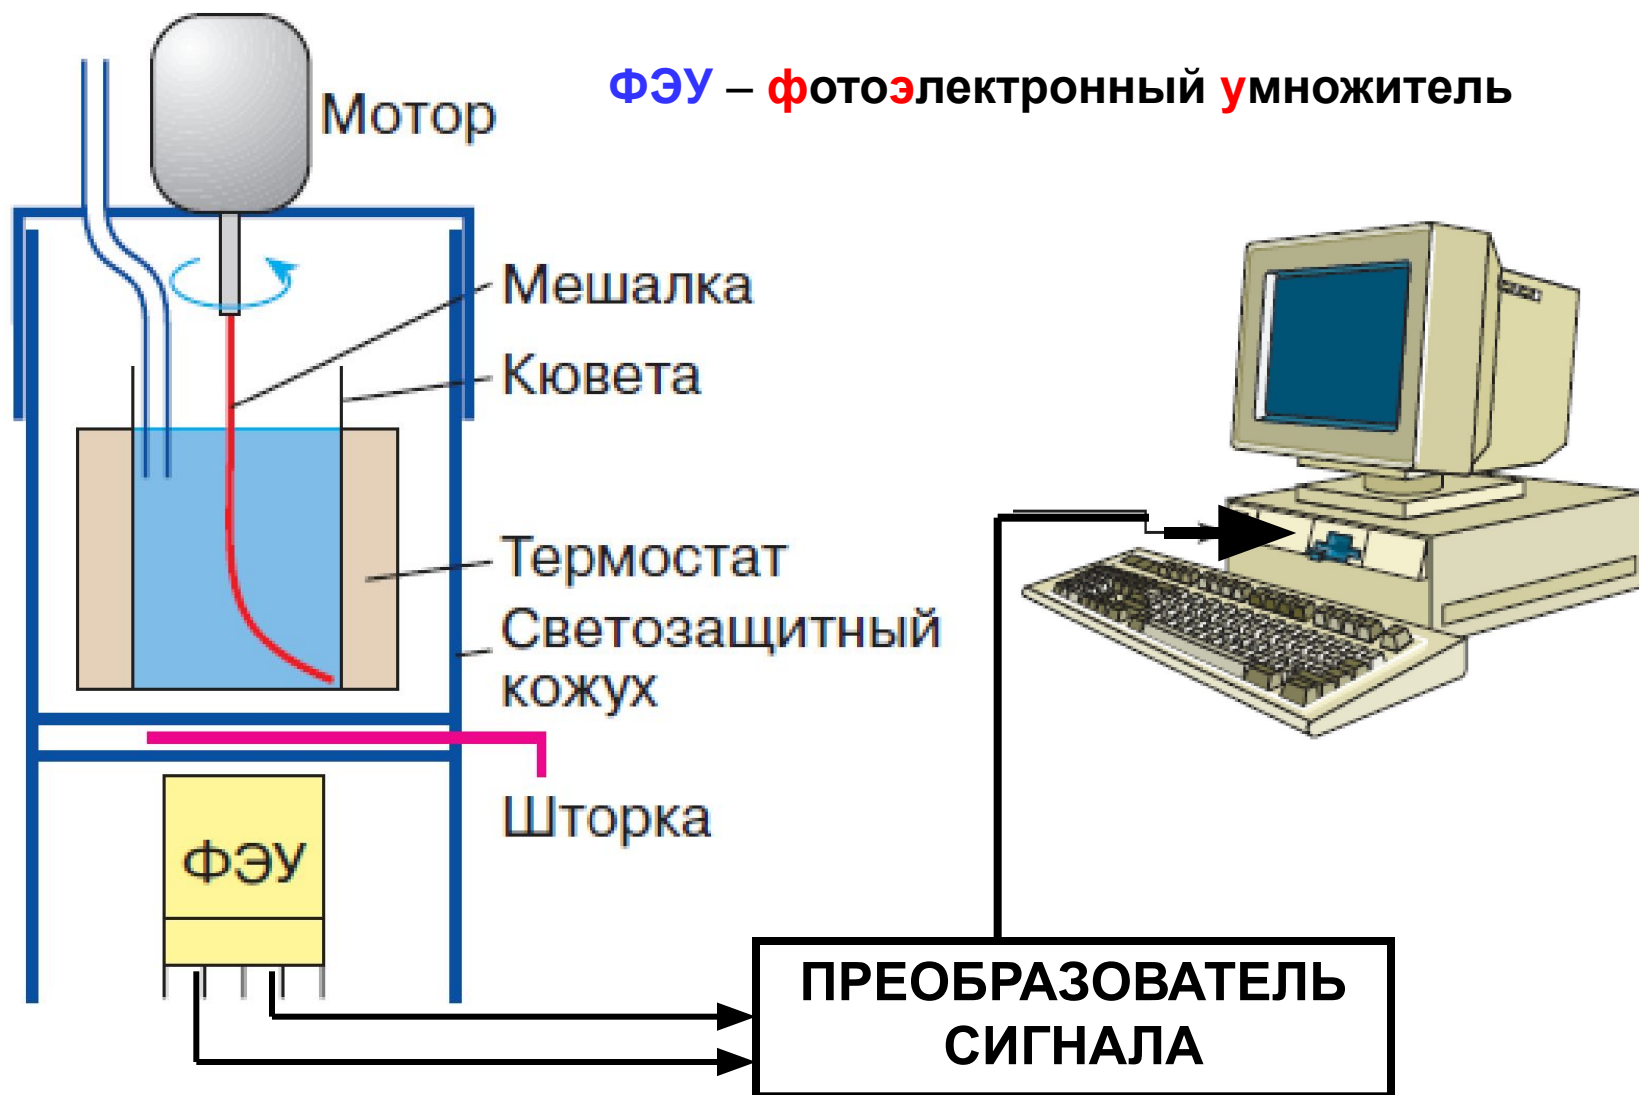 ФЭУ – фотоэлектронный умножитель
Мотор
Мешалка
Кювета
Термостат
Светозащитный
кожух
Шторка
ФЭУ
ПРЕОБРАЗОВАТЕЛЬ
СИГНАЛА